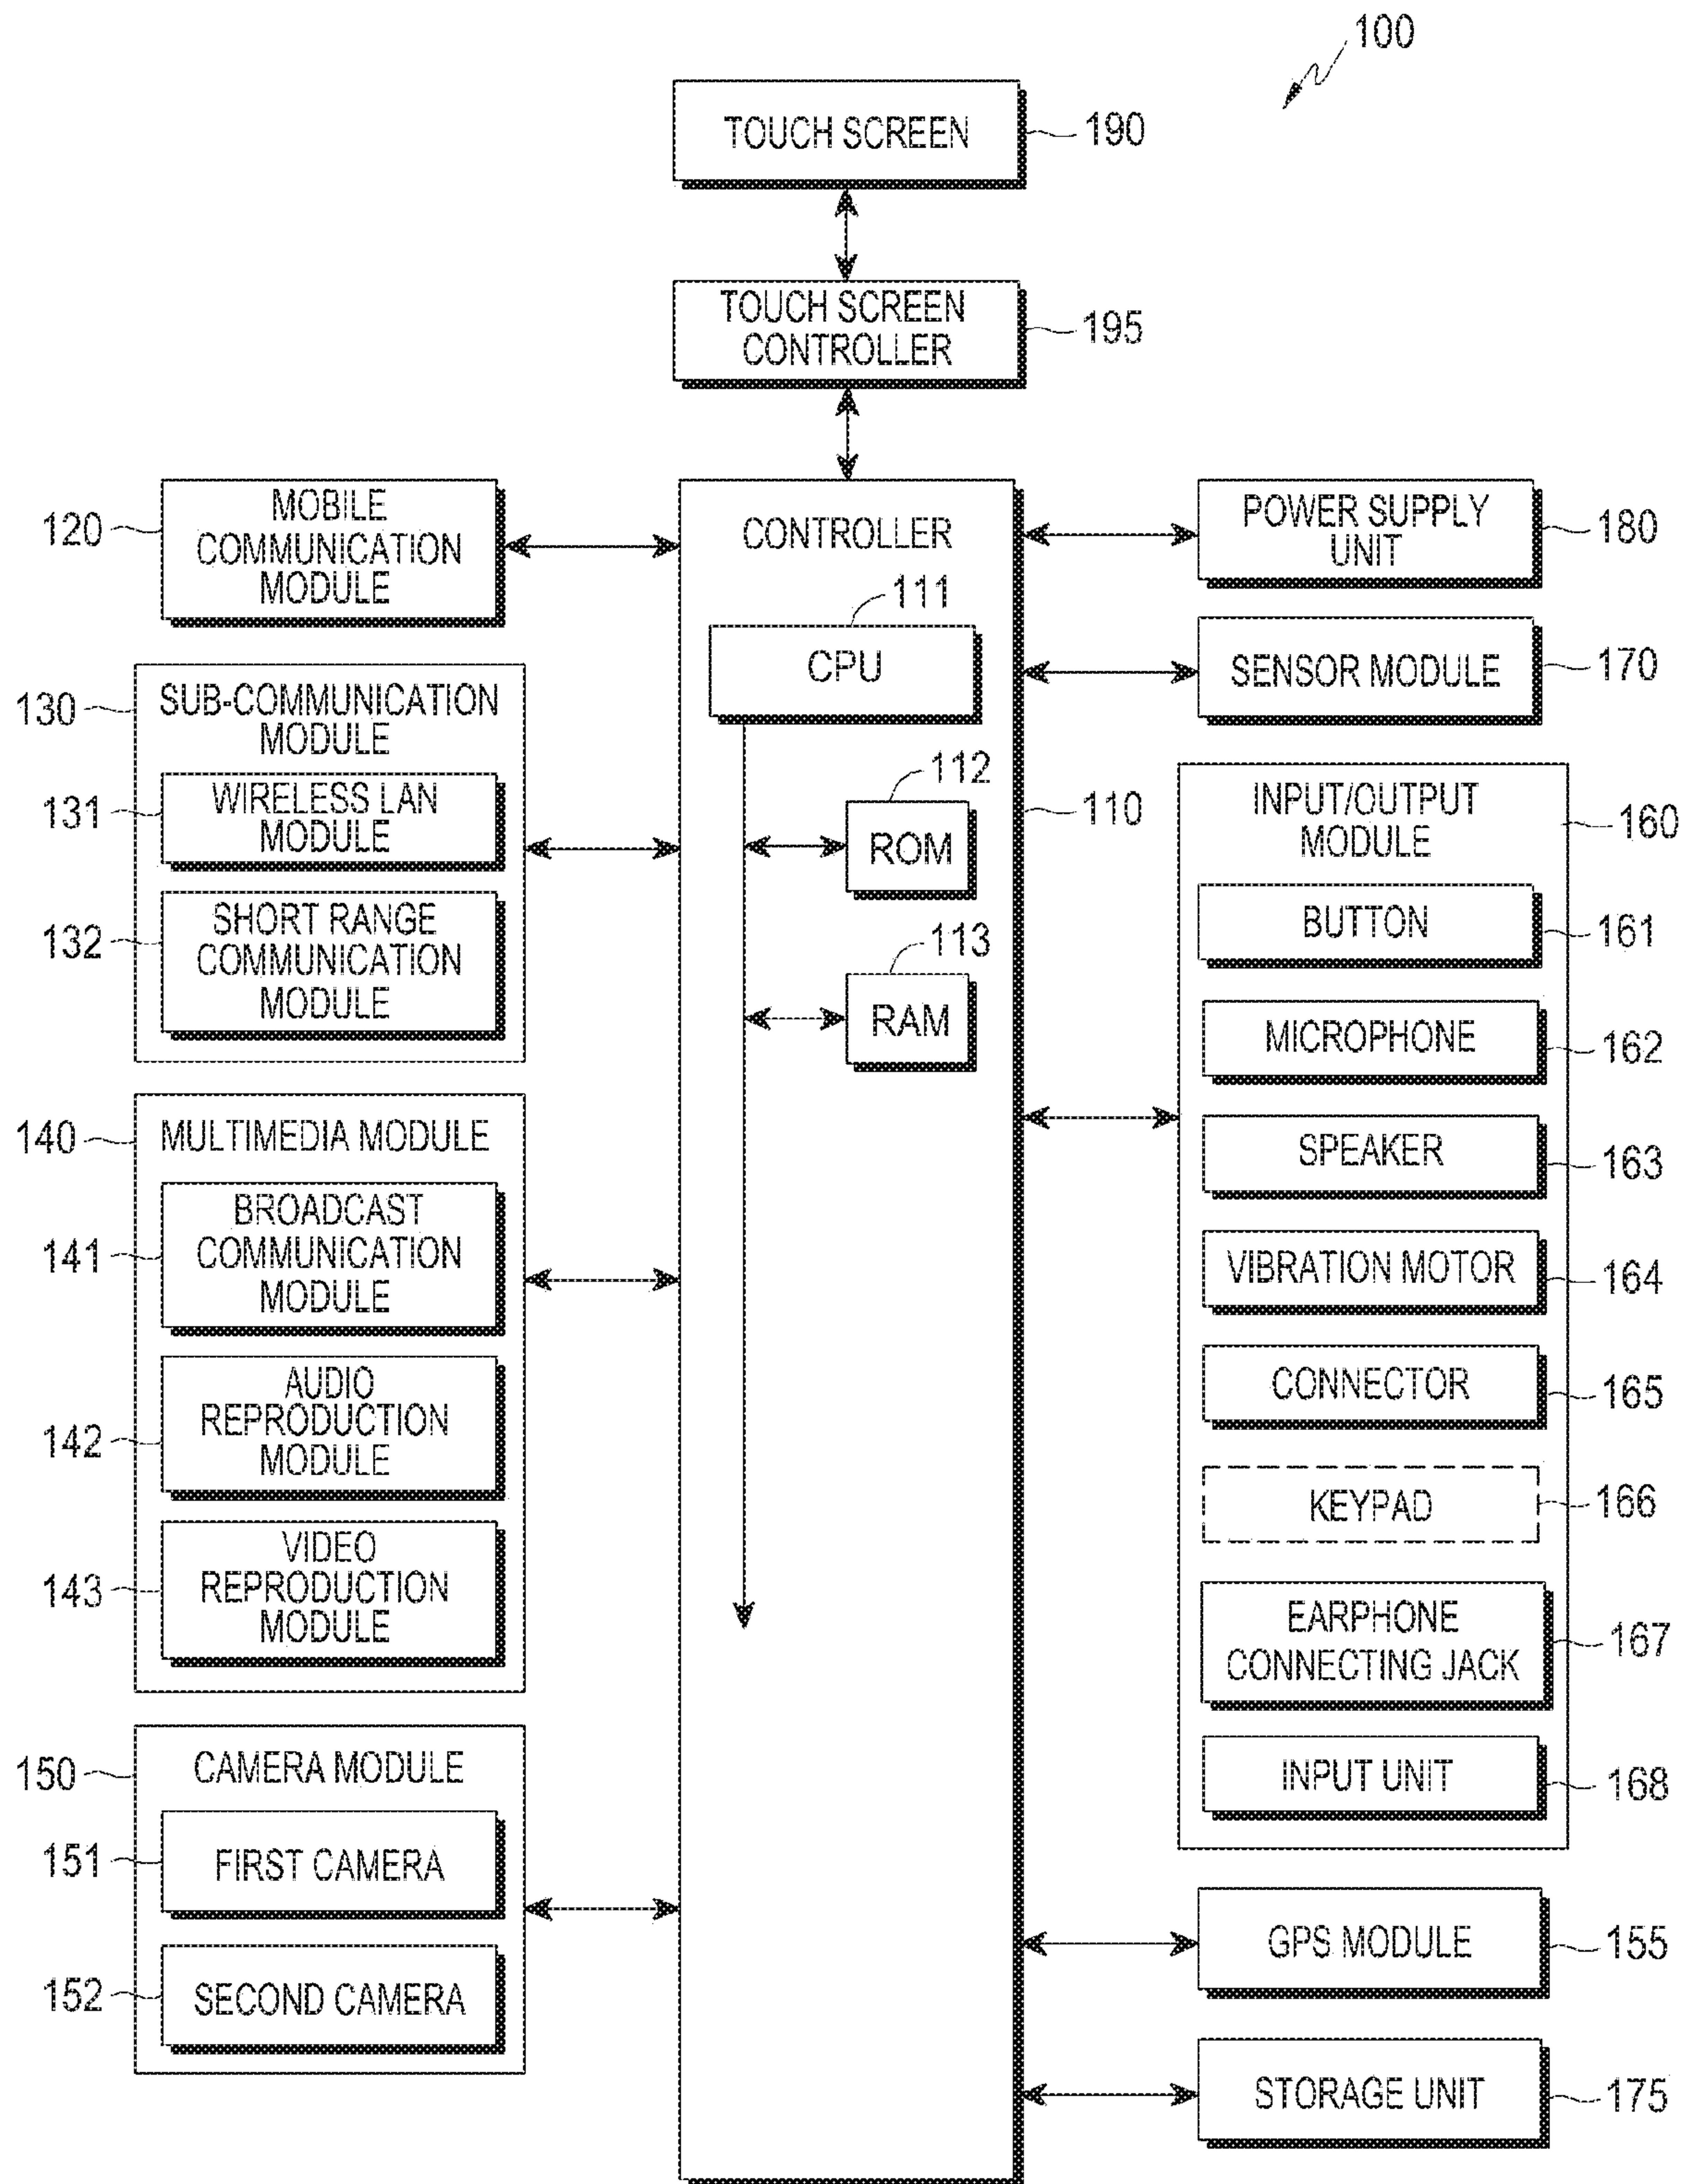 100
TOUCH SCREEN
190
TOUCH SCREEN
CONTROLLER
195
120
MOBILE
COMMUNICATION
MODULE
130
SUB-COMMUNICATION
MODULE
131
WIRELESS LAN
MODULE
132
SHORT RANGE
COMMUNICATION
MODULE
140
MULTIMEDIA MODULE
141
BROADCAST
COMMUNICATION
MODULE
142
AUDIO
REPRODUCTION
MODULE
143
VIDEO
REPRODUCTION
MODULE
150
CAMERA MODULE
151
FIRST CAMERA
152
SECOND CAMERA
CONTROLLER
110
111
CPU
112
ROM
113
RAM
POWER SUPPLY
UNIT
180
SENSOR MODULE
170
INPUT/OUTPUT
MODULE
160
BUTTON
161
MICROPHONE
162
SPEAKER
163
VIBRATION MOTOR
164
CONNECTOR
165
KEYPAD
166
EARPHONE
CONNECTING JACK
167
INPUT UNIT
168
GPS MODULE
155
STORAGE UNIT
175